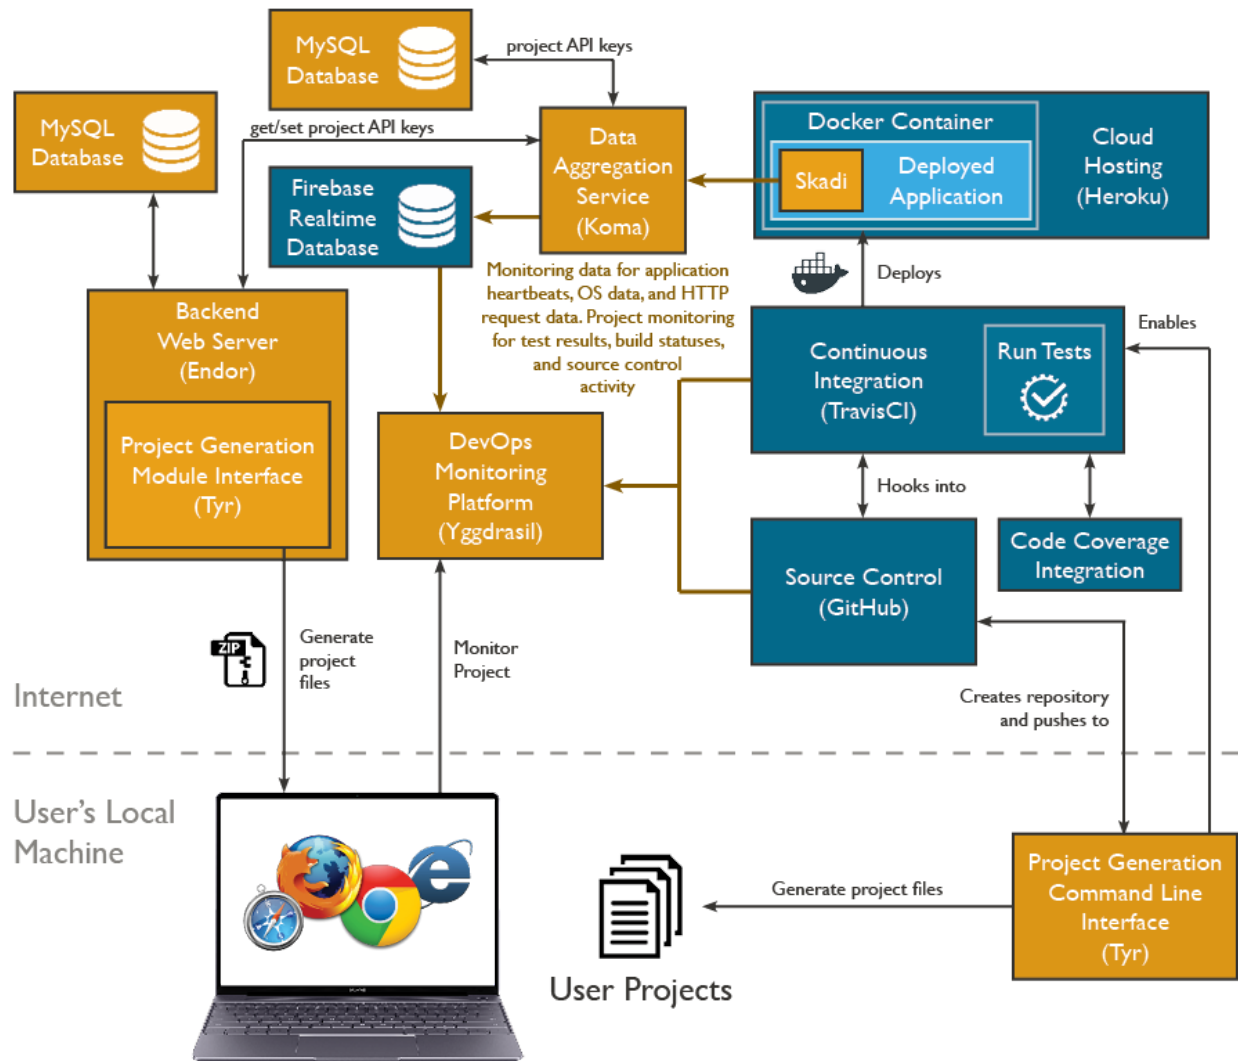 MySQL
Database
project API keys
MySQL
Database
get/set project API keys
Data
Aggregation
Service
(Koma)
Docker Container
Skadi
Deployed
Application
Cloud
Hosting
(Heroku)
Firebase
Realtime
Database
Monitoring data for application
heartbeats, OS data, and HTTP
request data. Project monitoring
for test results, build statuses,
and source control
activity
Deploys
Backend
Web Server
(Endor)
Project Generation
Module Interface
(Tyr)
Continuous
Integration
(TravisCI)
Run Tests
Enables
DevOps
Monitoring
Platform
(Yggdrasil)
Hooks into
Source Control
(GitHub)
Code Coverage
Integration
ZIP
Generate
project
files
Monitor
Project
Creates repository
and pushes to
Internet
User's Local
Machine
Generate project files
User Projects
Project Generation
Command Line
Interface
(Tyr)